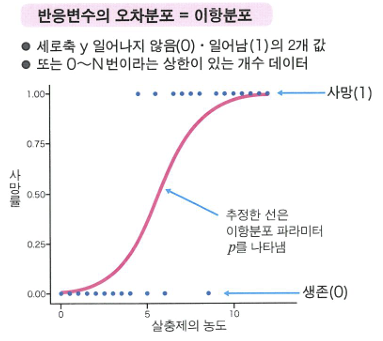 반응변수의 오차분포 = 이항분포
● 세로축 y 일어나지 않음(0)・일어남(1)의 2개 값
● 또는 0~N번이라는 상한이 있는 개수 데이터
사망률
1.00
0.75
0.50
0.25
0.00
사망(1)
추정한 선은
이항분포 파라미터
p를 나타냄
생존(0)
0
5
10
살충제의 농도